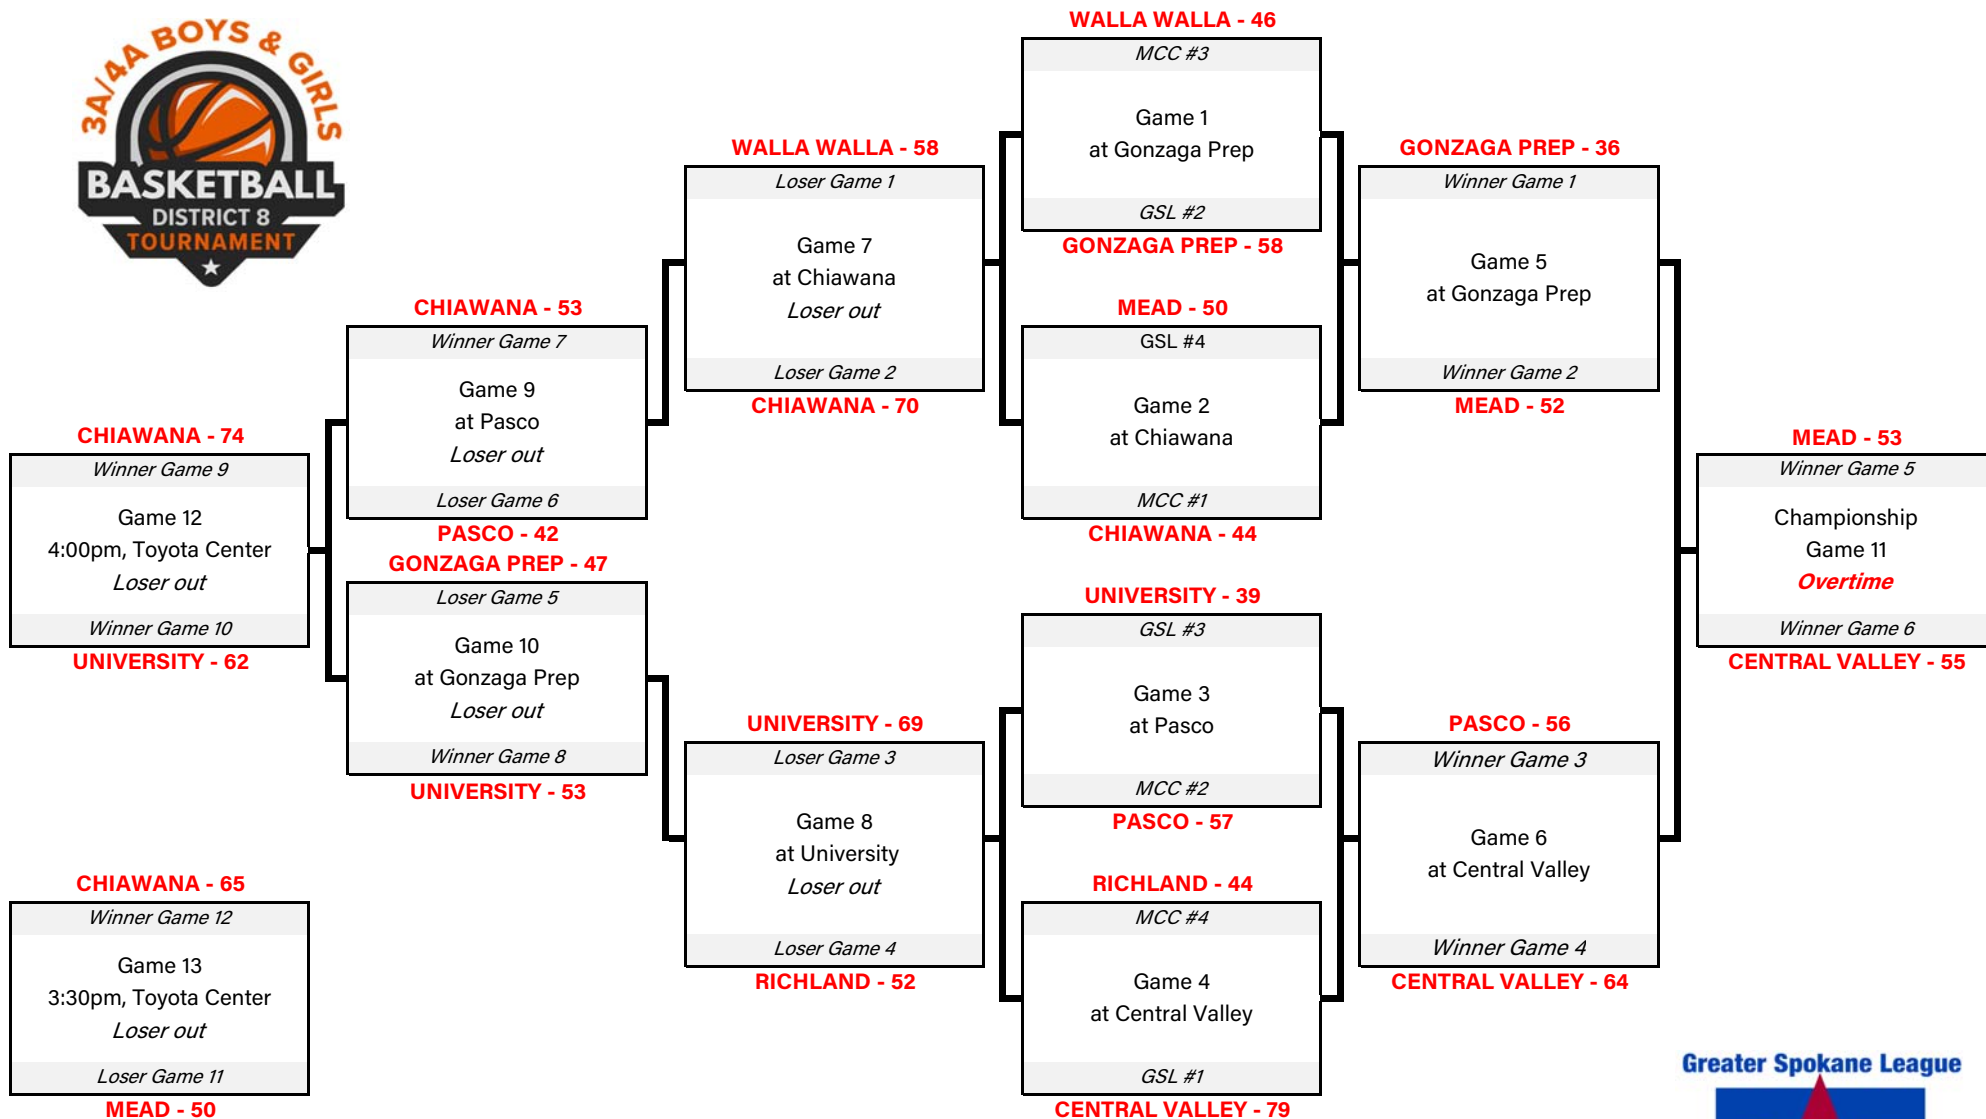 3A/4A BOYS & GIRLS
BASKETBALL
DISTRICT 8
TOURNAMENT
CHIAWANA - 74
Winner Game 9
Game 12
4:00pm, Toyota Center
Loser out
Winner Game 10
UNIVERSITY - 62
CHIAWANA - 65
Winner Game 12
Game 13
3:30pm, Toyota Center
Loser out
Loser Game 11
MEAD - 50
CHIAWANA - 53
Winner Game 7
Game 9
at Pasco
Loser out
Loser Game 6
PASCO - 42
GONZAGA PREP - 47
Loser Game 5
Game 10
at Gonzaga Prep
Loser out
Winner Game 8
UNIVERSITY - 53
WALLA WALLA - 58
Loser Game 1
Game 7
at Chiawana
Loser out
Loser Game 2
CHIAWANA - 70
UNIVERSITY - 69
Loser Game 3
Game 8
at University
Loser out
Loser Game 4
RICHLAND - 52
WALLA WALLA - 46
MCC #3
Game 1
at Gonzaga Prep
GSL #2
GONZAGA PREP - 58
MEAD - 50
GSL #4
Game 2
at Chiawana
MCC #1
CHIAWANA - 44
UNIVERSITY - 39
GSL #3
Game 3
at Pasco
MCC #2
PASCO - 57
RICHLAND - 44
MCC #4
Game 4
at Central Valley
GSL #1
CENTRAL VALLEY - 79
GONZAGA PREP - 36
Winner Game 1
Game 5
at Gonzaga Prep
Winner Game 2
MEAD - 52
PASCO - 56
Winner Game 3
Game 6
at Central Valley
Winner Game 4
CENTRAL VALLEY - 64
MEAD - 53
Winner Game 5
Championship
Game 11
Overtime
Winner Game 6
CENTRAL VALLEY - 55
Greater Spokane League